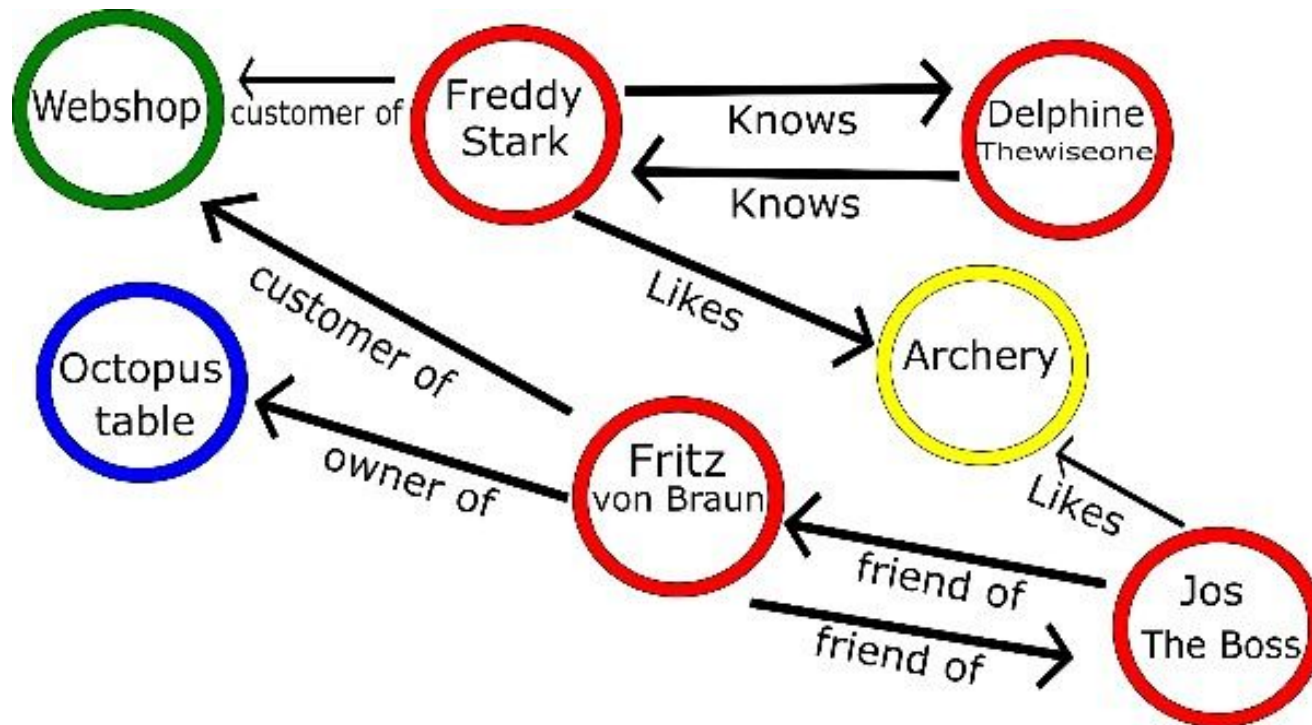 Webshop
customer of
Freddy
Stark
Knows
Delphine
Thewiseone
Knows
customer of
Likes
Archery
Octopus
table
owner of
Fritz
von Braun
Likes
friend of
friend of
Jos
The Boss